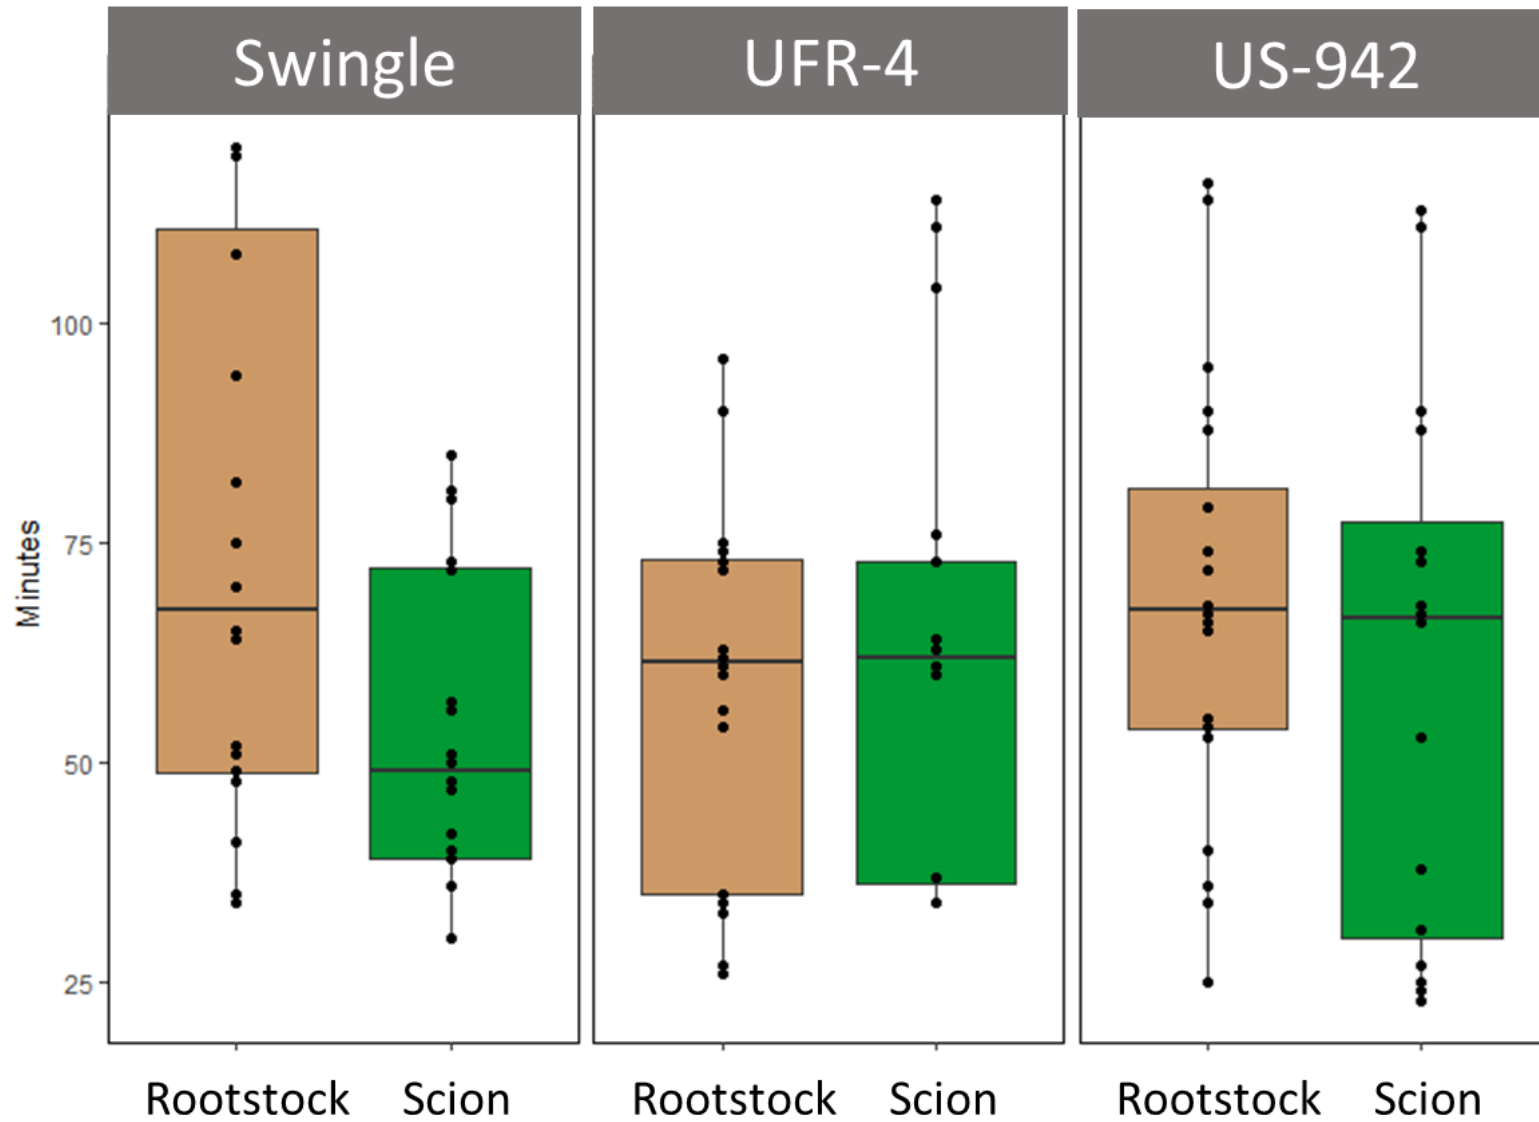 Swingle
UFR-4
US-942
Minutes
100
75
50
25
Rootstock
Scion
Rootstock
Scion
Rootstock
Scion